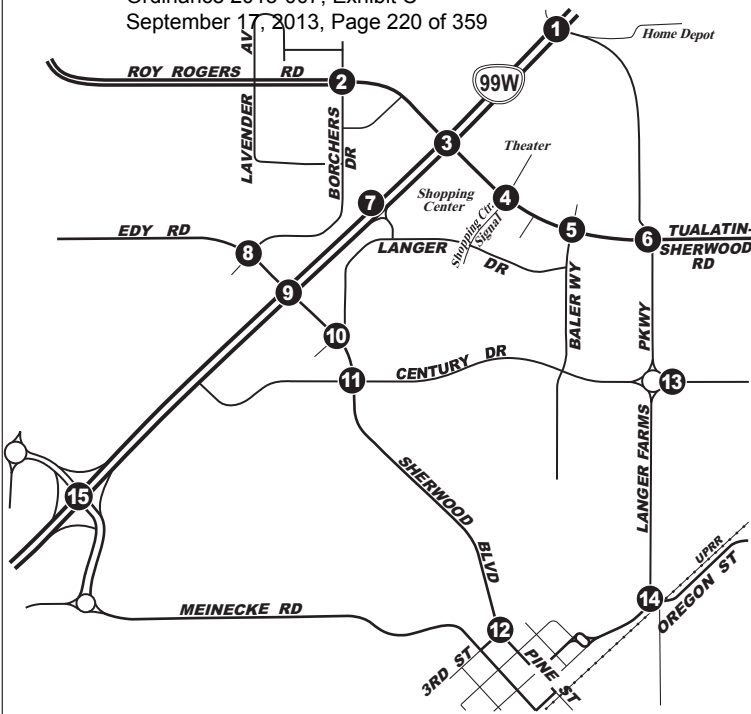 Ordinance 2013-007, Exhibit C
September 17, 2013, Page 220 of 359
1
Home Depot
ROY ROGERS RD
2
99W
LAVENDER AV
BORCHERS DR
3
Theater
4
Shopping
Center
Shopping Ctr.
Signal
7
5
6
TUALATIN-
SHERWOOD
RD
EDY RD
8
LANGER DR
9
BALER WY
PKWY
10
CENTURY DR
11
13
LANGER FARMS
15
SHERWOOD BLVD
UPRR
14
OREGON ST
MEINECKE RD
12
3RD ST
PINE ST